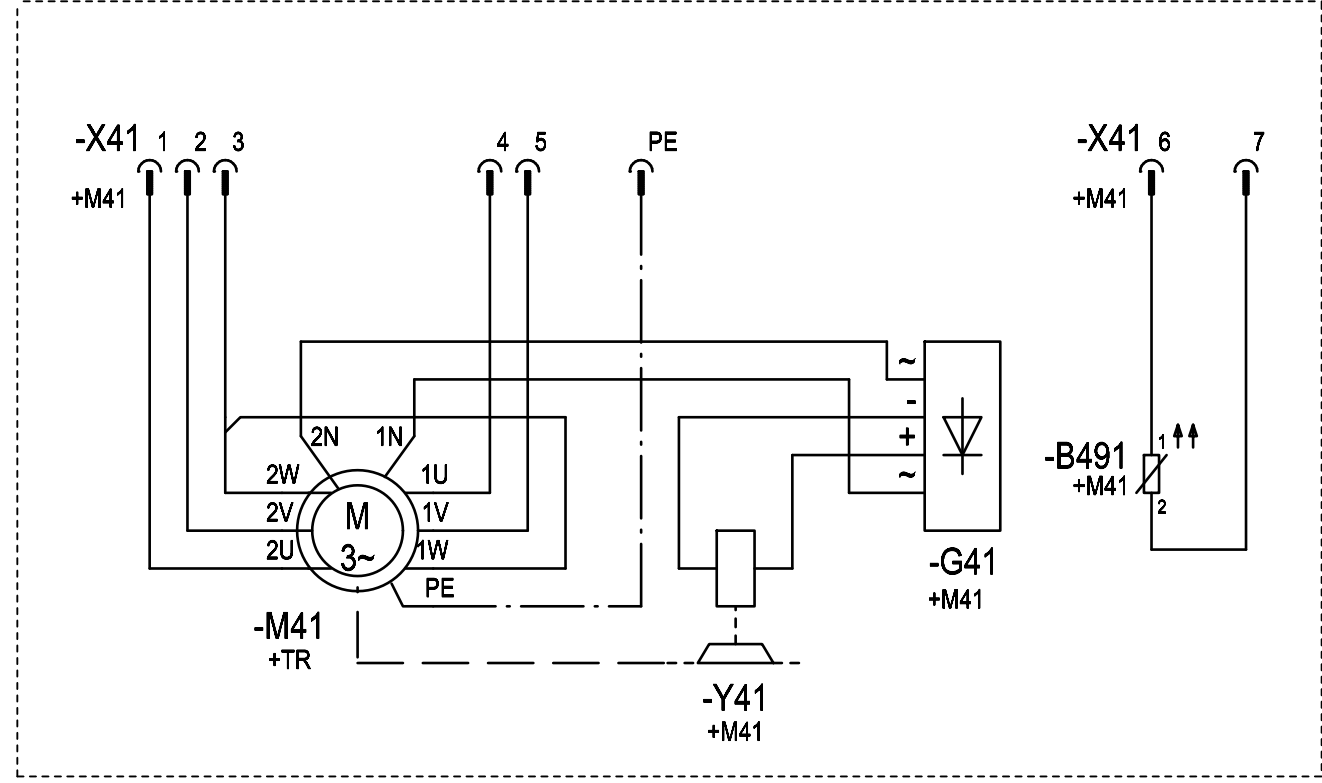 -X41 1 2 3 4 5 PE -X41 6 7
+M41 +M41
~
-
+
~
2N 1N
2W 1U
2V M 1V
2U 3~ 1W
PE
-M41
+TR
-G41
+M41
-Y41
+M41
-B491 1
+M41
2